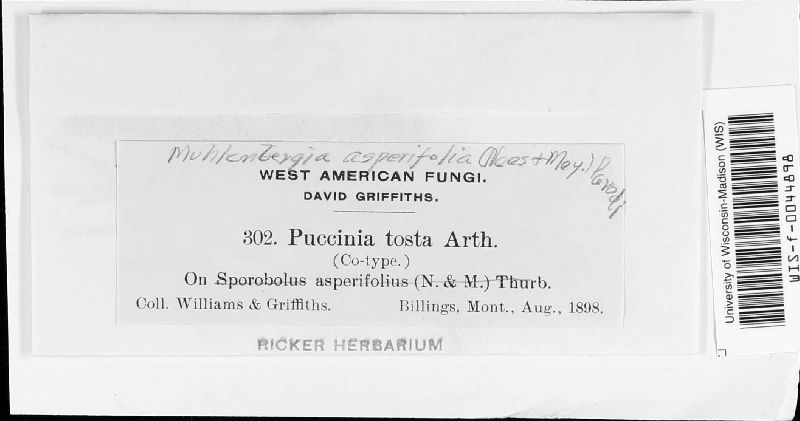 Muhlenbergia asperifolia (Nees + Mey.) Parodi
WEST AMERICAN FUNGI.
DAVID GRIFFITHS.
302. Puccinia tosta Arth.
(Co-type.)
On Sporobolus asperifolius (N. & M.) Thurb.
Coll. Williams & Griffiths. Billings, Mont., Aug., 1898.
RICKER HERBARIUM
University of Wisconsin-Madison (WIS)
WIS-f-0044898